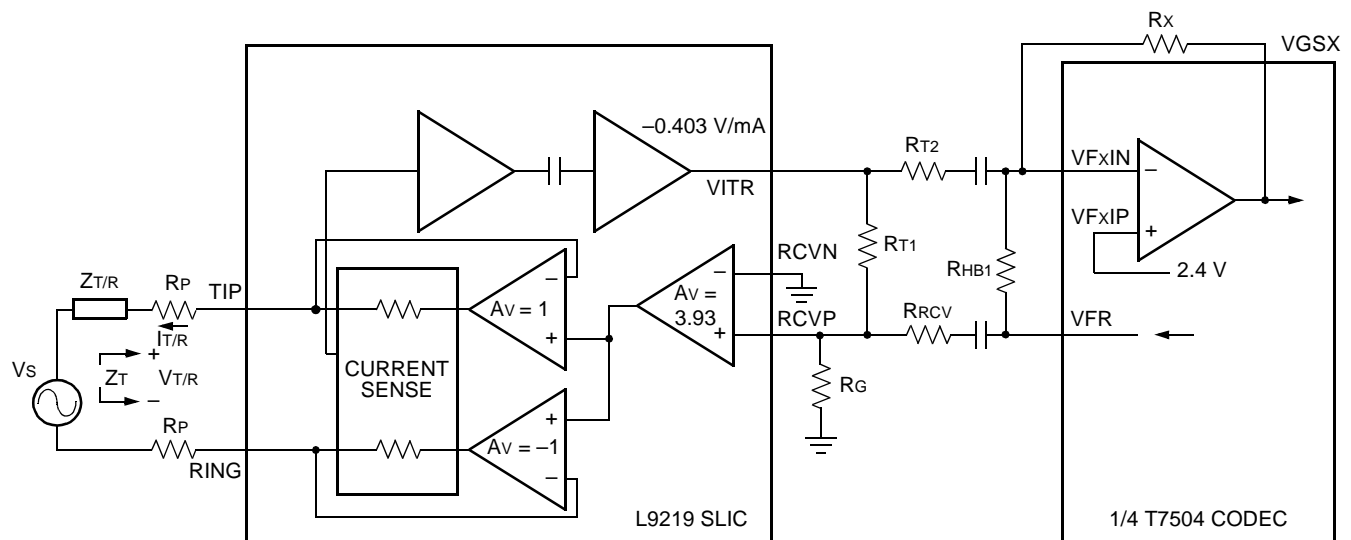 RX
VGSX
–0.403 V/mA
RT2
VFXIN
–
VITR
VFXIP
+
2.4 V
RT1
RHB1
RCVN
–
AV =
3.93
+
RCVP
RRCV
VFR
RG
ZT/R
RP
TIP
IT/R
–
AV = 1
+
VS
ZT
+
VT/R
–
CURRENT
SENSE
+
AV = –1
–
RP
RING
L9219 SLIC
1/4 T7504 CODEC